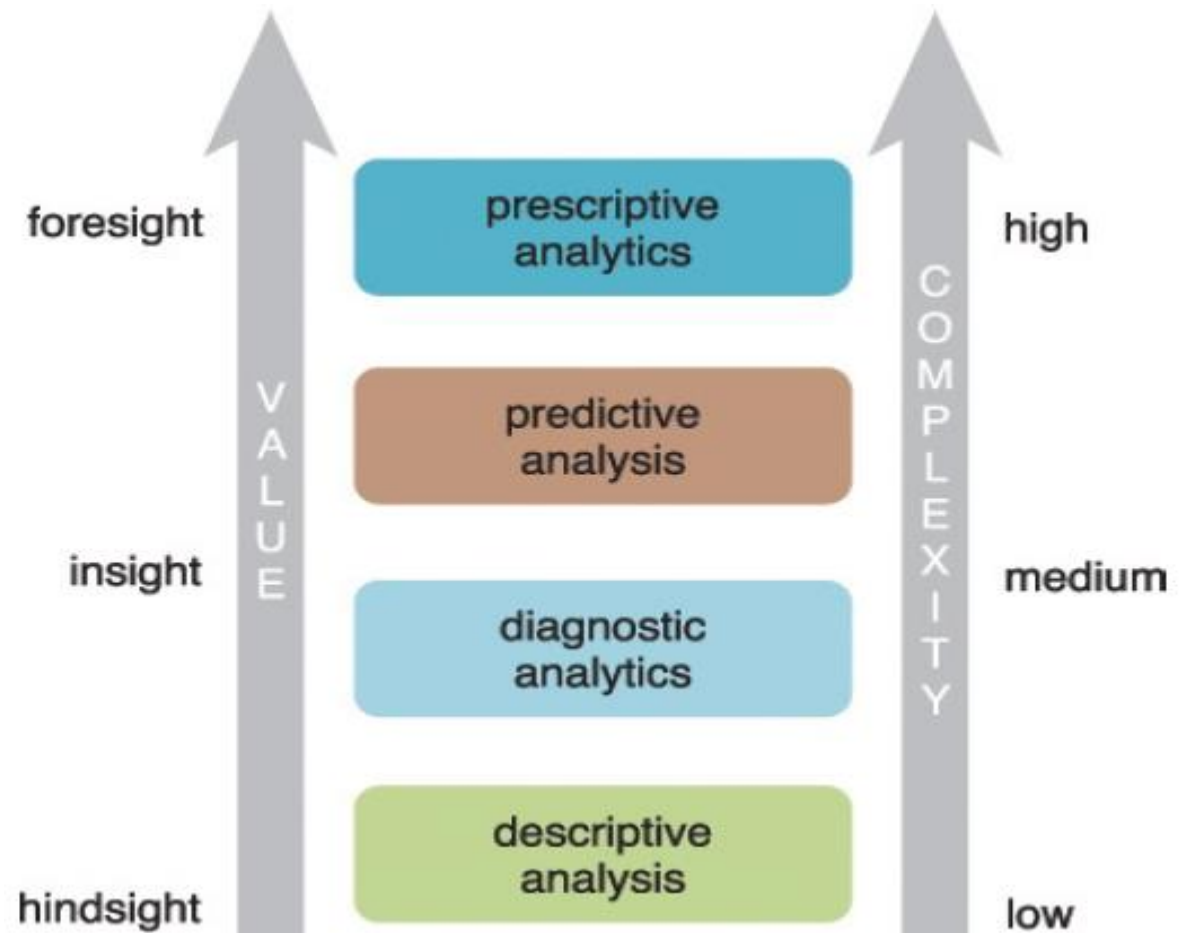 foresight
prescriptive
analytics
high
predictive
analysis
VALUE
COMPLEXITY
insight
medium
diagnostic
analytics
descriptive
analysis
hindsight
low